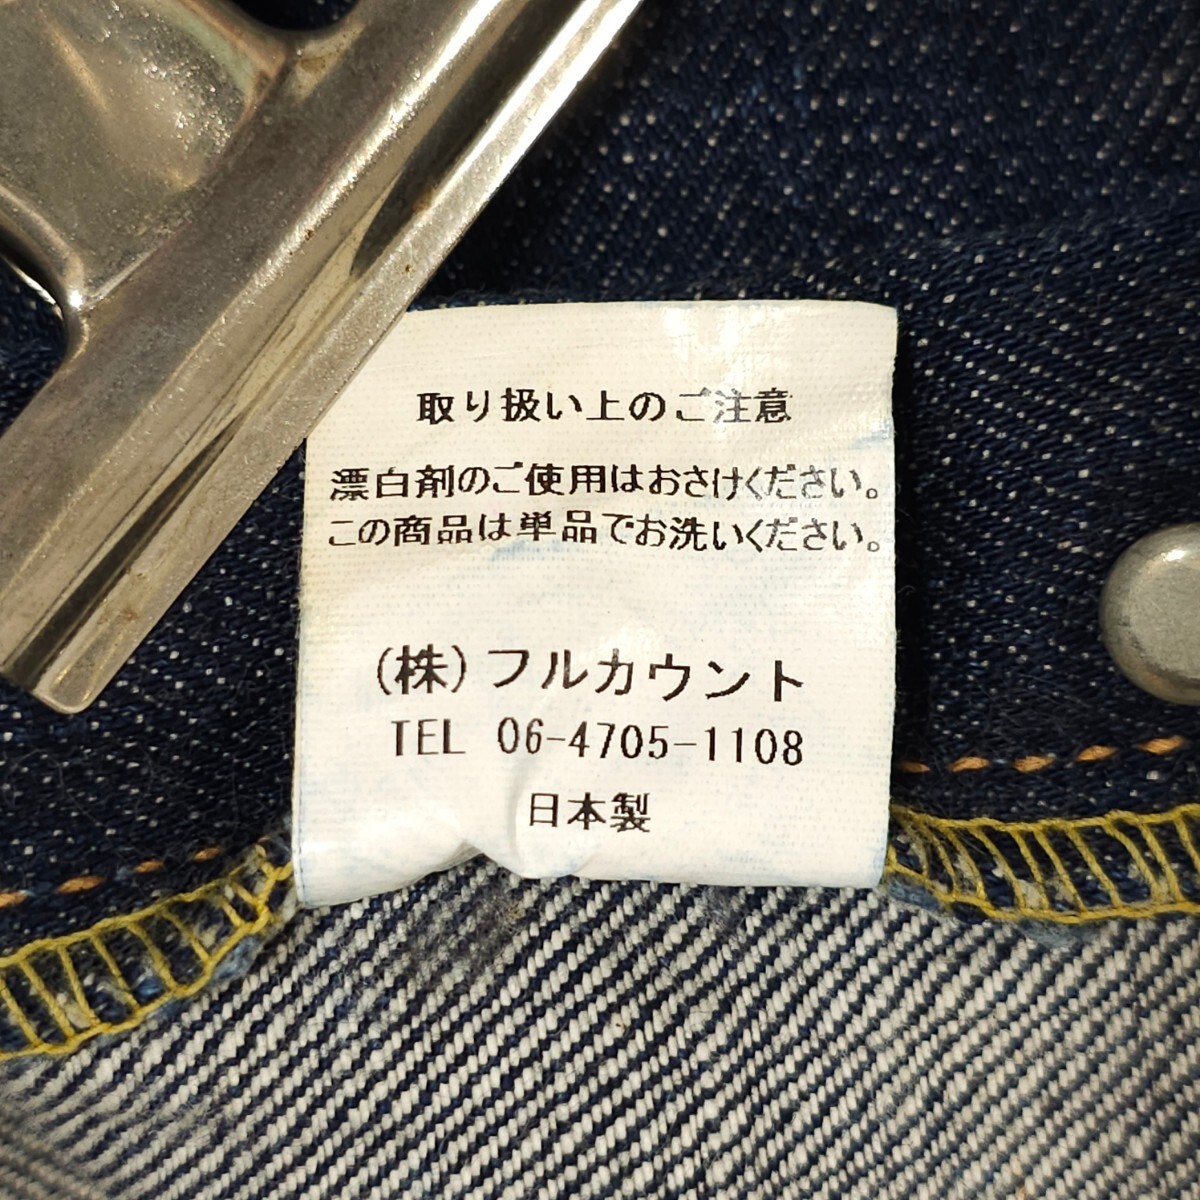 取り扱い上のご注意
漂白剤のご使用はおさけください。
この商品は単品でお洗いください。
(株)フルカウント
TEL 06-4705-1108
日本製